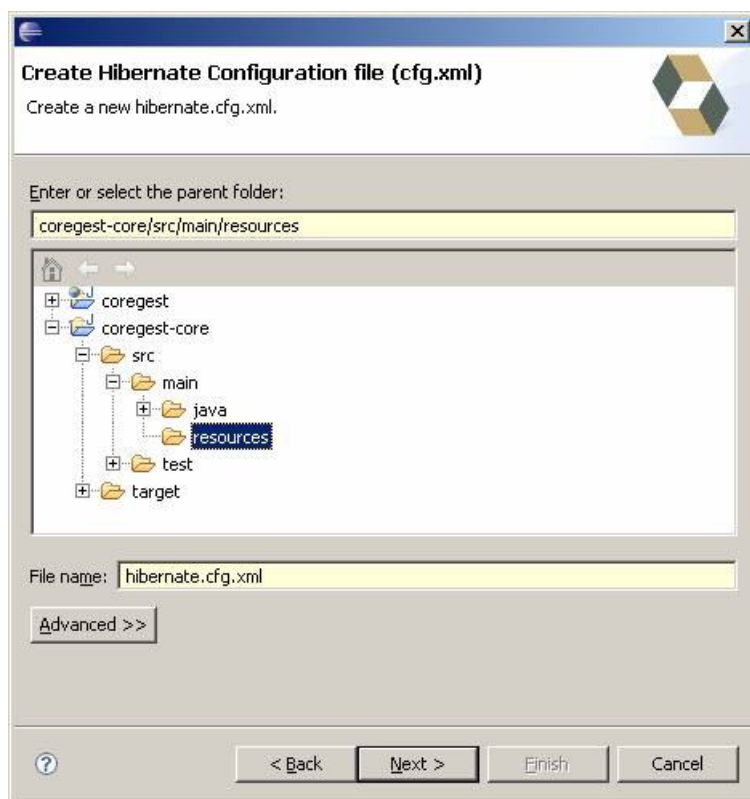 Create Hibernate Configuration file (cfg.xml)
Create a new hibernate.cfg.xml.
Enter or select the parent folder:
coregest-core/src/main/resources
coregest
coregest-core
src
main
java
resources
test
target
File name: hibernate.cfg.xml
Advanced >>
< Back Next > Finish Cancel